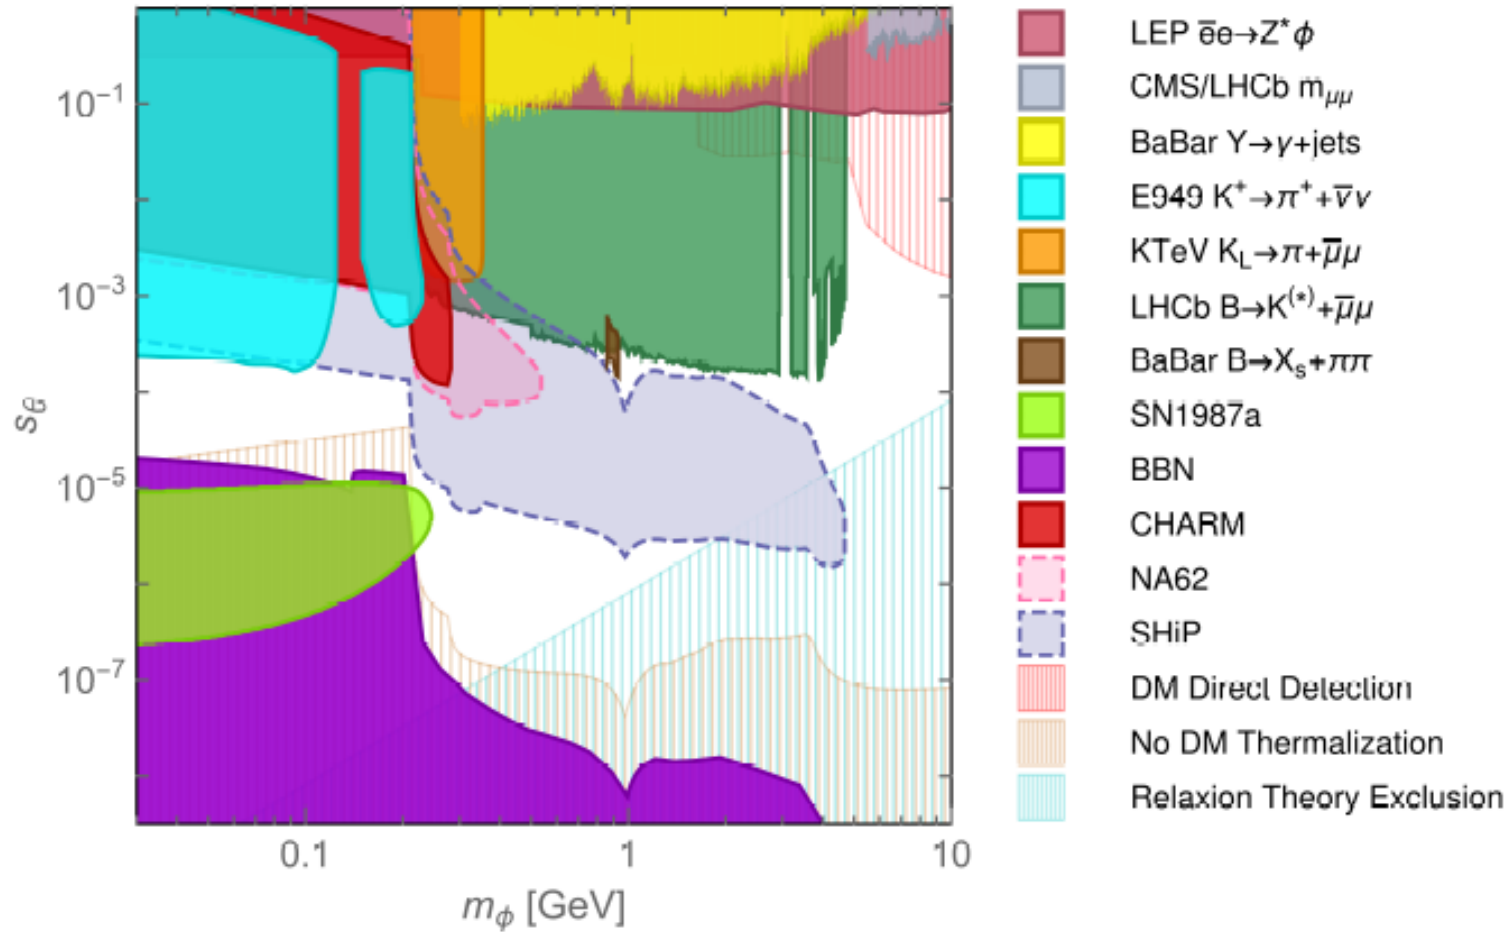 LEP ēe→Z*ϕ
CMS/LHCb m_μμ
BaBar Υ→γ+jets
E949 K⁺→π⁺+ν̄ν
KTeV K_L→π+μ̄μ
LHCb B→K⁽*⁾+μ̄μ
BaBar B→X_s+ππ
SN1987a
BBN
CHARM
NA62
SHiP
DM Direct Detection
No DM Thermalization
Relaxion Theory Exclusion
s_θ
10⁻¹
10⁻³
10⁻⁵
10⁻⁷
0.1 1 10
m_ϕ [GeV]